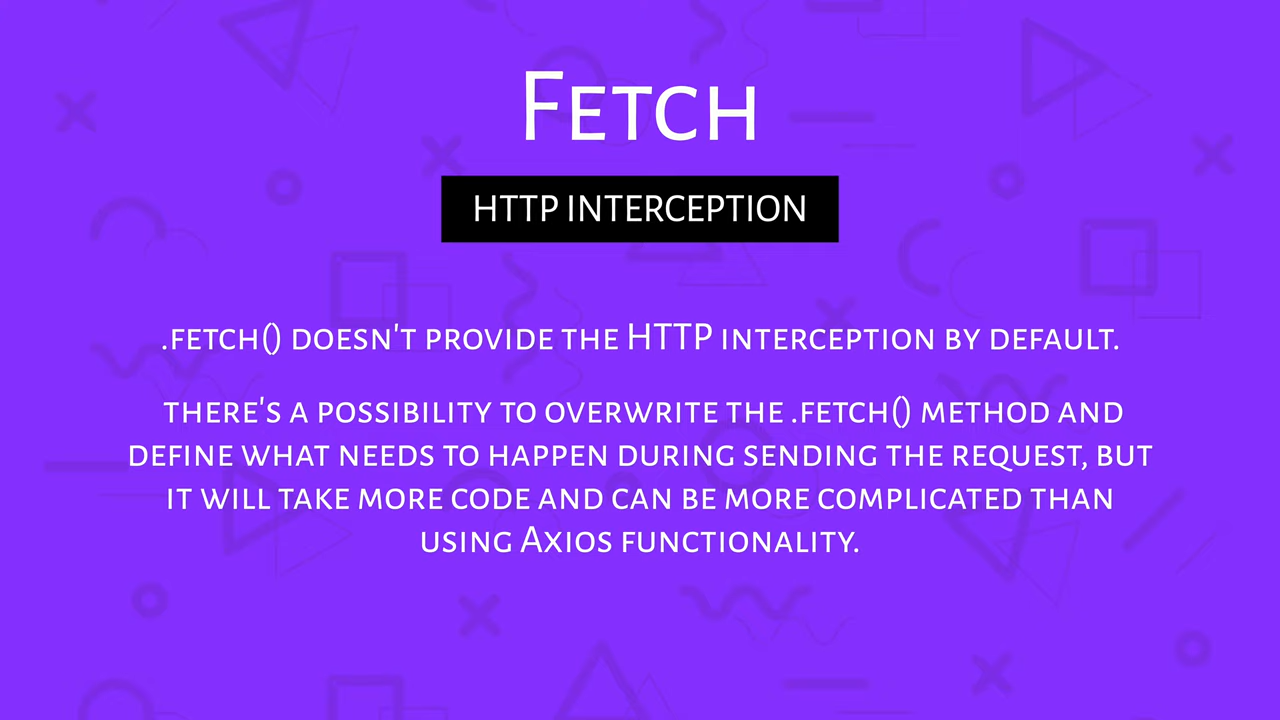 Fetch
HTTP INTERCEPTION
.fetch() doesn't provide the HTTP interception by default.
there's a possibility to overwrite the .fetch() method and
define what needs to happen during sending the request, but
it will take more code and can be more complicated than
using Axios functionality.